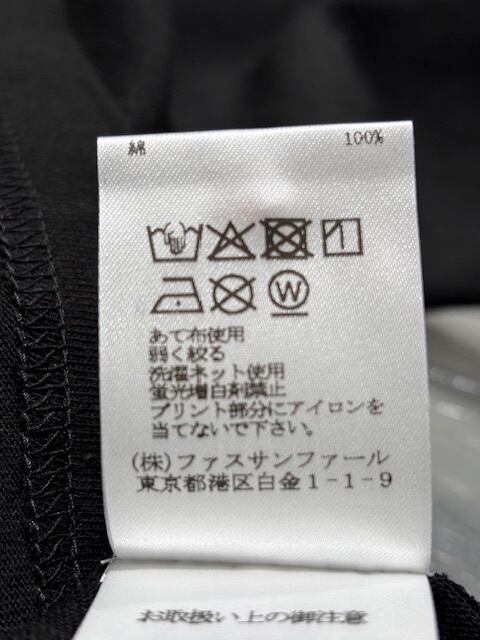 綿 100%
W
あて布使用
弱く絞る
洗濯ネット使用
蛍光増白剤禁止
プリント部分にアイロンを
当てないで下さい。
(株)ファスサンファール
東京都港区白金1-1-9
お取扱い上の御注意